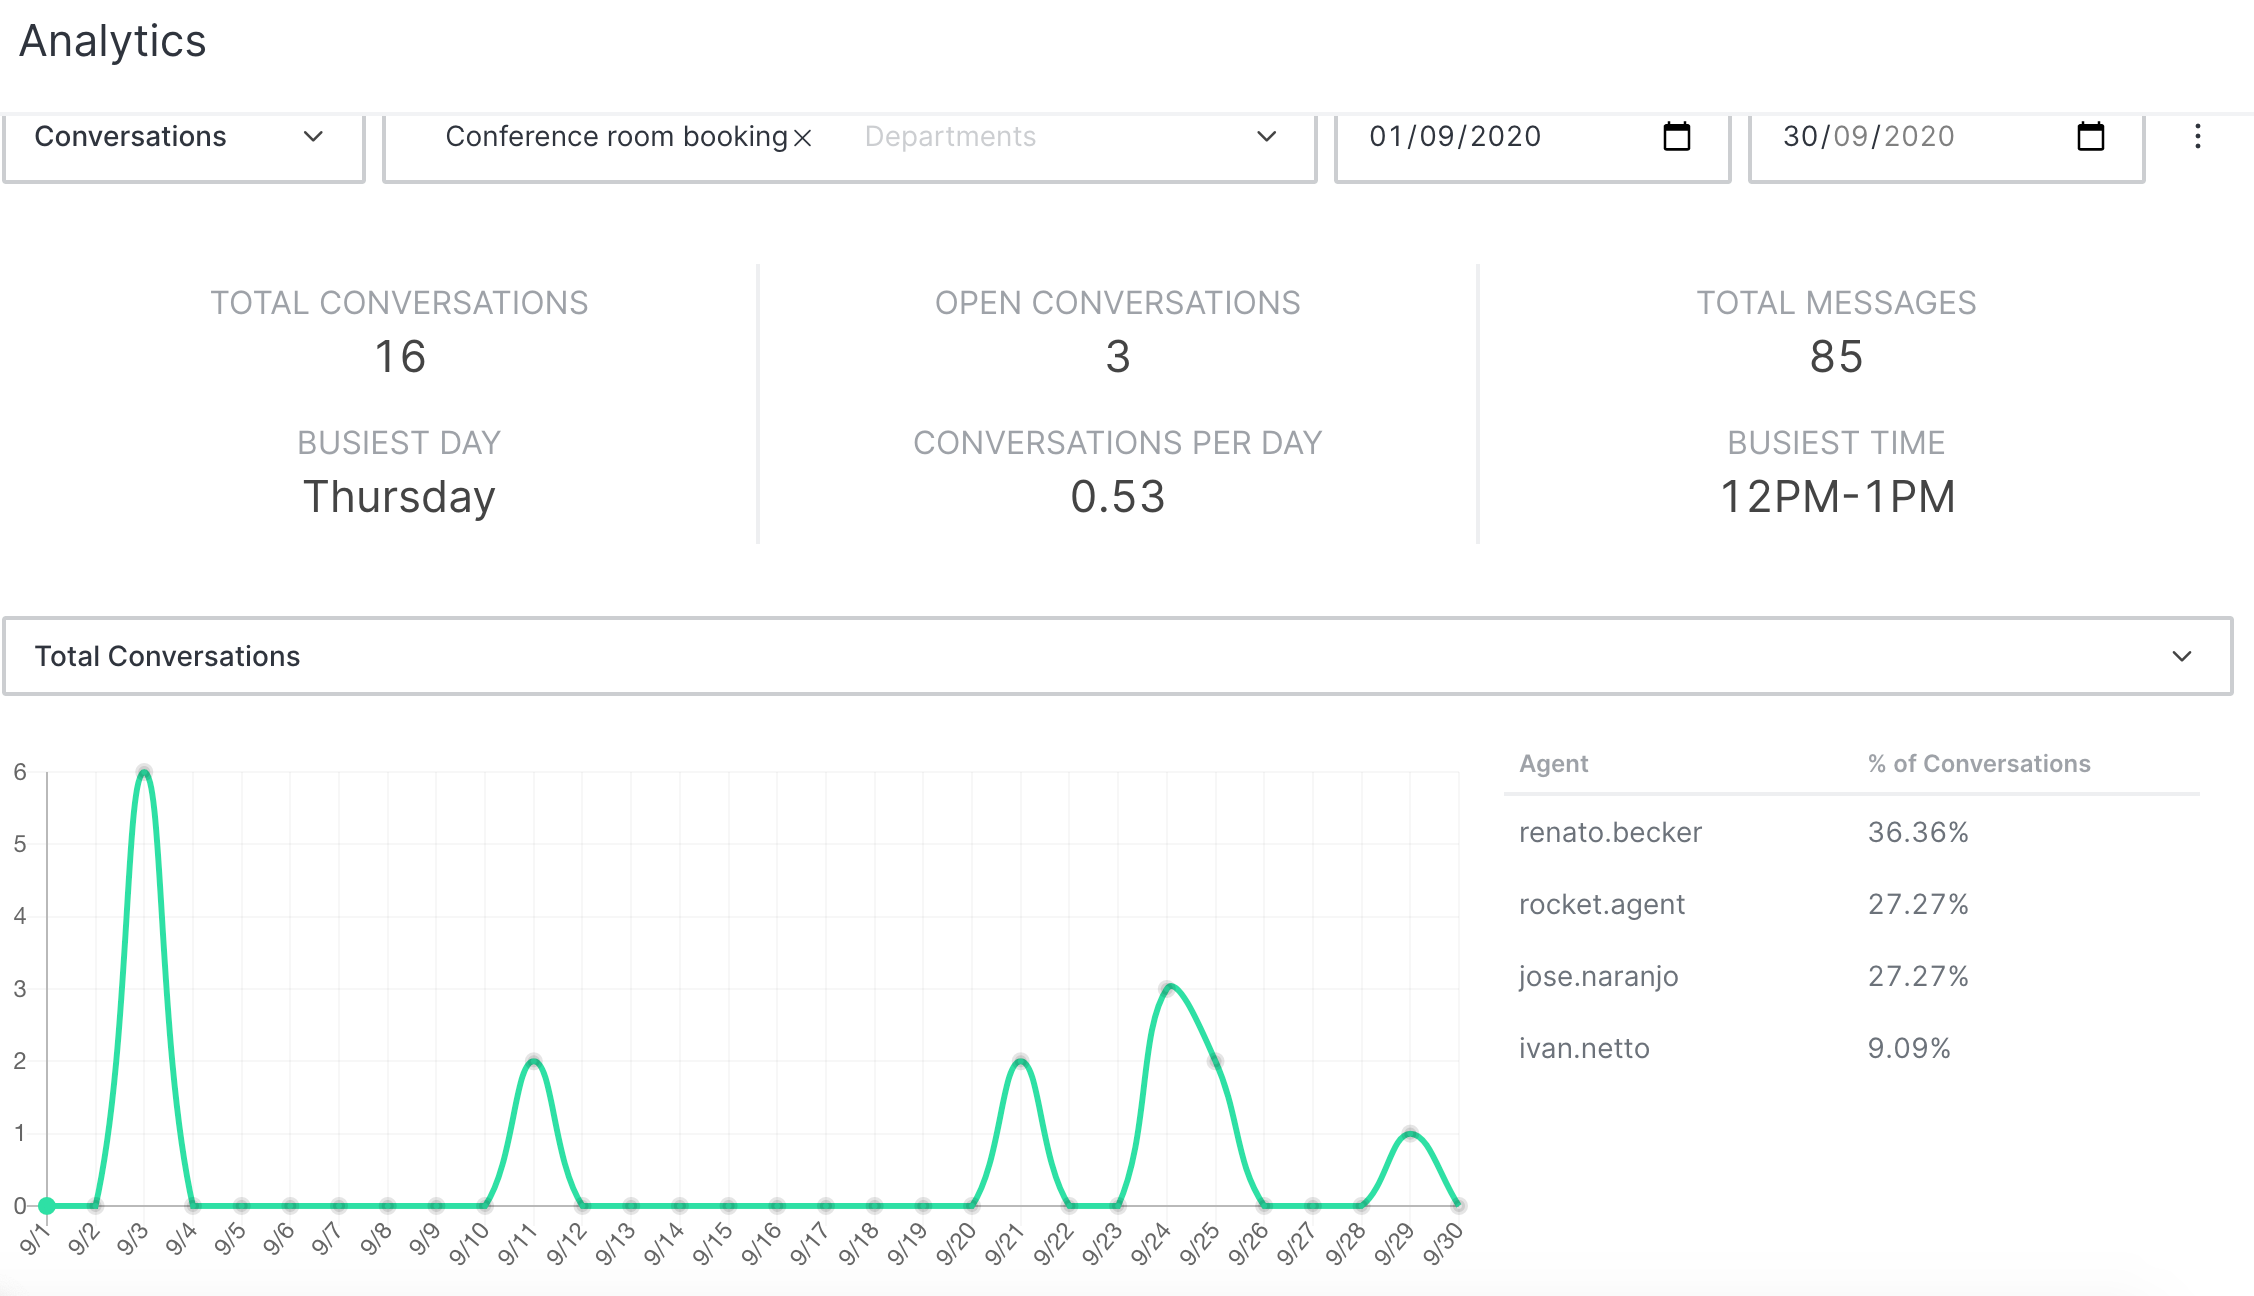 Analytics
Conversations Conference room booking Departments 01/09/2020 30/09/2020
TOTAL CONVERSATIONS OPEN CONVERSATIONS TOTAL MESSAGES
16 3 85
BUSIEST DAY CONVERSATIONS PER DAY BUSIEST TIME
Thursday 0.53 12PM-1PM
Total Conversations
Agent % of Conversations
renato.becker 36.36%
rocket.agent 27.27%
jose.naranjo 27.27%
ivan.netto 9.09%
6
5
4
3
2
1
0
9/1 9/2 9/3 9/4 9/5 9/6 9/7 9/8 9/9 9/10 9/11 9/12 9/13 9/14 9/15 9/16 9/17 9/18 9/19 9/20 9/21 9/22 9/23 9/24 9/25 9/26 9/27 9/28 9/29 9/30